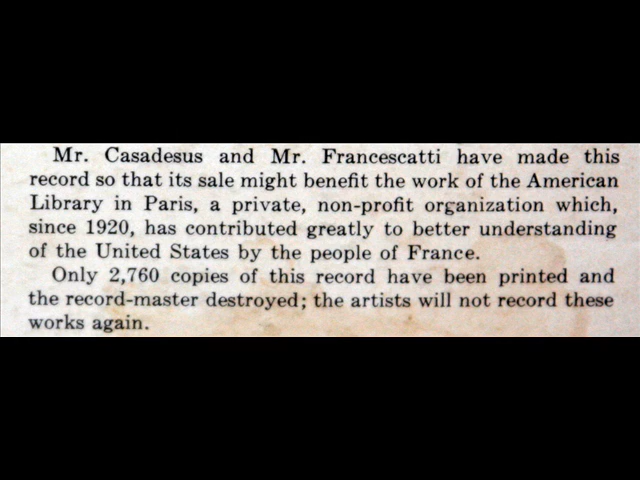 Mr. Casadesus and Mr. Francescatti have made this
record so that its sale might benefit the work of the American
Library in Paris, a private, non-profit organization which,
since 1920, has contributed greatly to better understanding
of the United States by the people of France.
Only 2,760 copies of this record have been printed and
the record-master destroyed; the artists will not record these
works again.